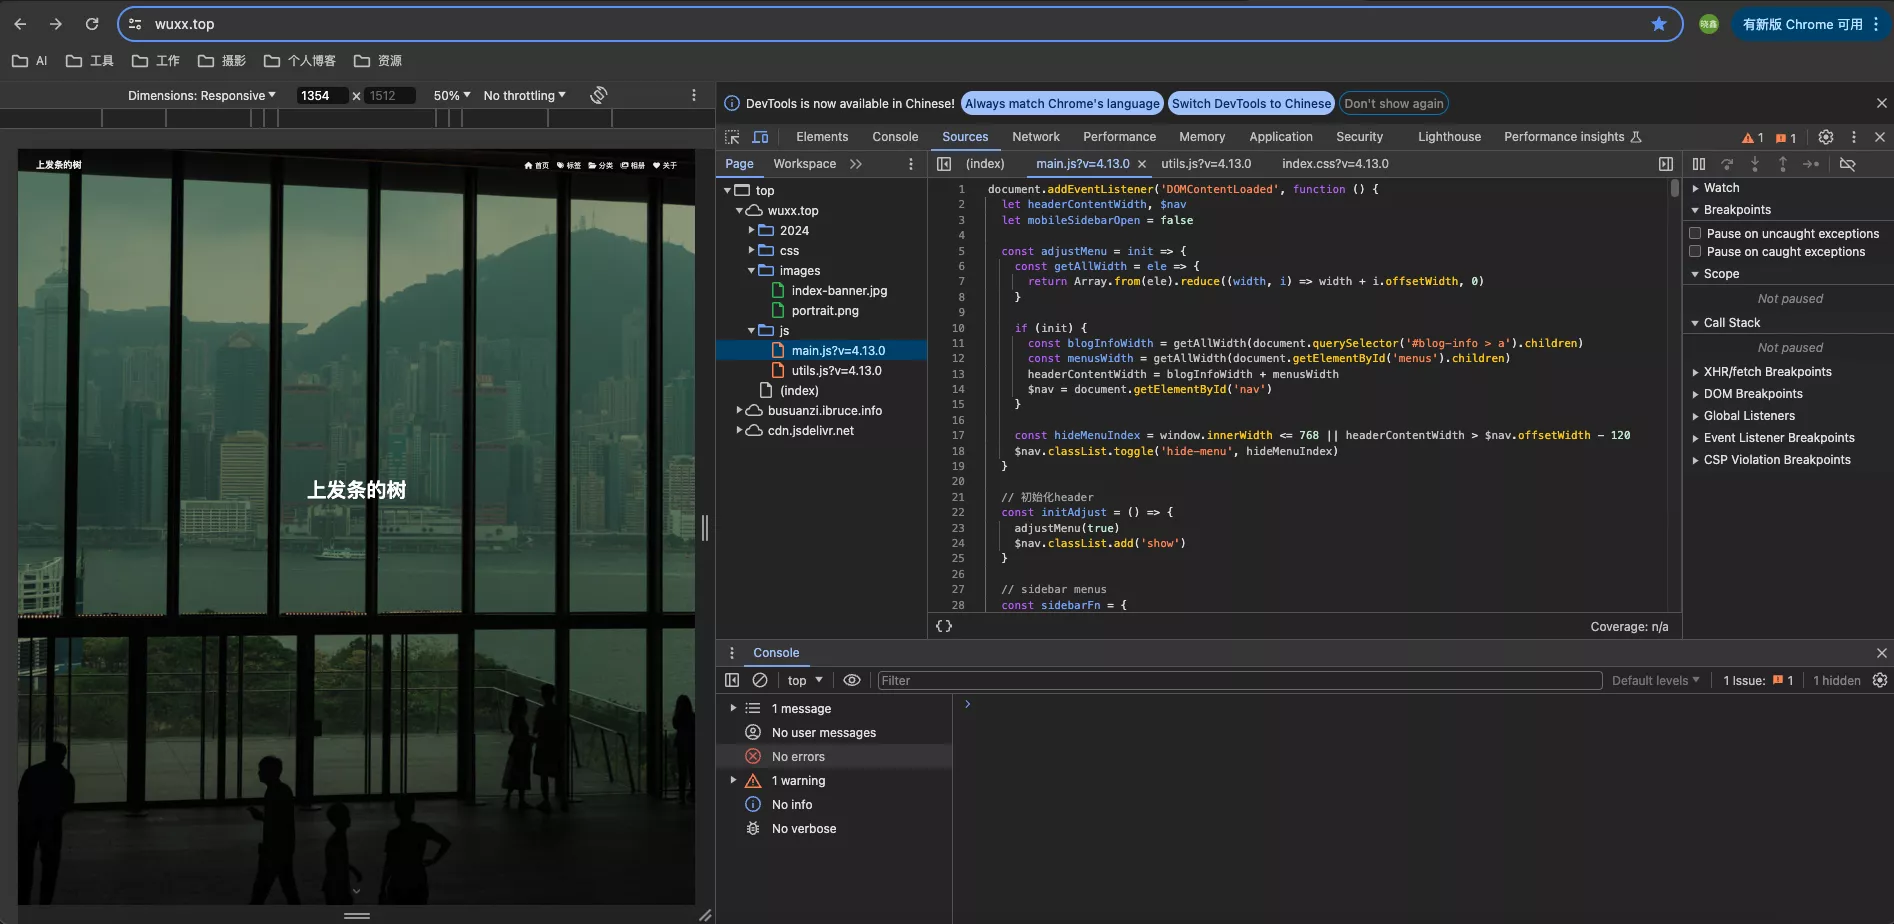 wuxx.top
晓鑫
有新版 Chrome 可用
AI
工具
工作
摄影
个人博客
资源
Dimensions: Responsive
1354
x
1512
50%
No throttling
上发条的树
首页
标签
分类
相册
关于
上发条的树
DevTools is now available in Chinese!
Always match Chrome's language
Switch DevTools to Chinese
Don't show again
Elements
Console
Sources
Network
Performance
Memory
Application
Security
Lighthouse
Performance insights
1
1
Page
Workspace
(index)
main.js?v=4.13.0
utils.js?v=4.13.0
index.css?v=4.13.0
top
wuxx.top
2024
css
images
index-banner.jpg
portrait.png
js
main.js?v=4.13.0
utils.js?v=4.13.0
(index)
busuanzi.ibruce.info
cdn.jsdelivr.net
1 document.addEventListener('DOMContentLoaded', function () {
2 let headerContentWidth, $nav
3 let mobileSidebarOpen = false
4
5 const adjustMenu = init => {
6 const getAllWidth = ele => {
7 return Array.from(ele).reduce((width, i) => width + i.offsetWidth, 0)
8 }
9
10 if (init) {
11 const blogInfoWidth = getAllWidth(document.querySelector('#blog-info > a').children)
12 const menusWidth = getAllWidth(document.getElementById('menus').children)
13 headerContentWidth = blogInfoWidth + menusWidth
14 $nav = document.getElementById('nav')
15 }
16
17 const hideMenuIndex = window.innerWidth <= 768 || headerContentWidth > $nav.offsetWidth - 120
18 $nav.classList.toggle('hide-menu', hideMenuIndex)
19 }
20
21 // 初始化header
22 const initAdjust = () => {
23 adjustMenu(true)
24 $nav.classList.add('show')
25 }
26
27 // sidebar menus
28 const sidebarFn = {
{}
Coverage: n/a
Watch
Breakpoints
Pause on uncaught exceptions
Pause on caught exceptions
Scope
Not paused
Call Stack
Not paused
XHR/fetch Breakpoints
DOM Breakpoints
Global Listeners
Event Listener Breakpoints
CSP Violation Breakpoints
Console
top
Filter
Default levels
1 Issue:
1
1 hidden
1 message
No user messages
No errors
1 warning
No info
No verbose